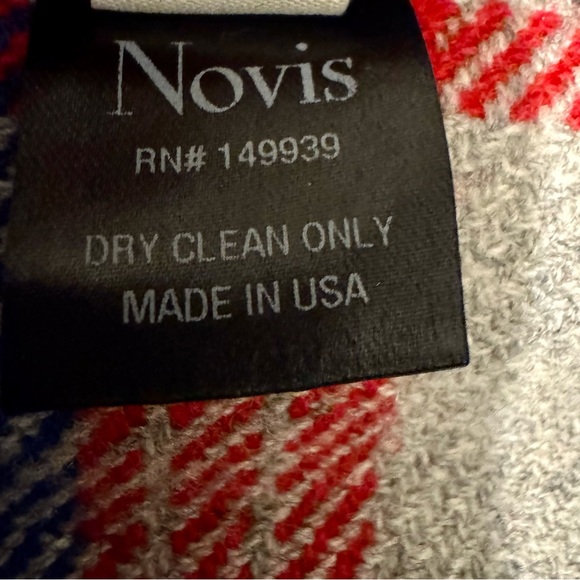 Novis
RN# 149939
DRY CLEAN ONLY
MADE IN USA